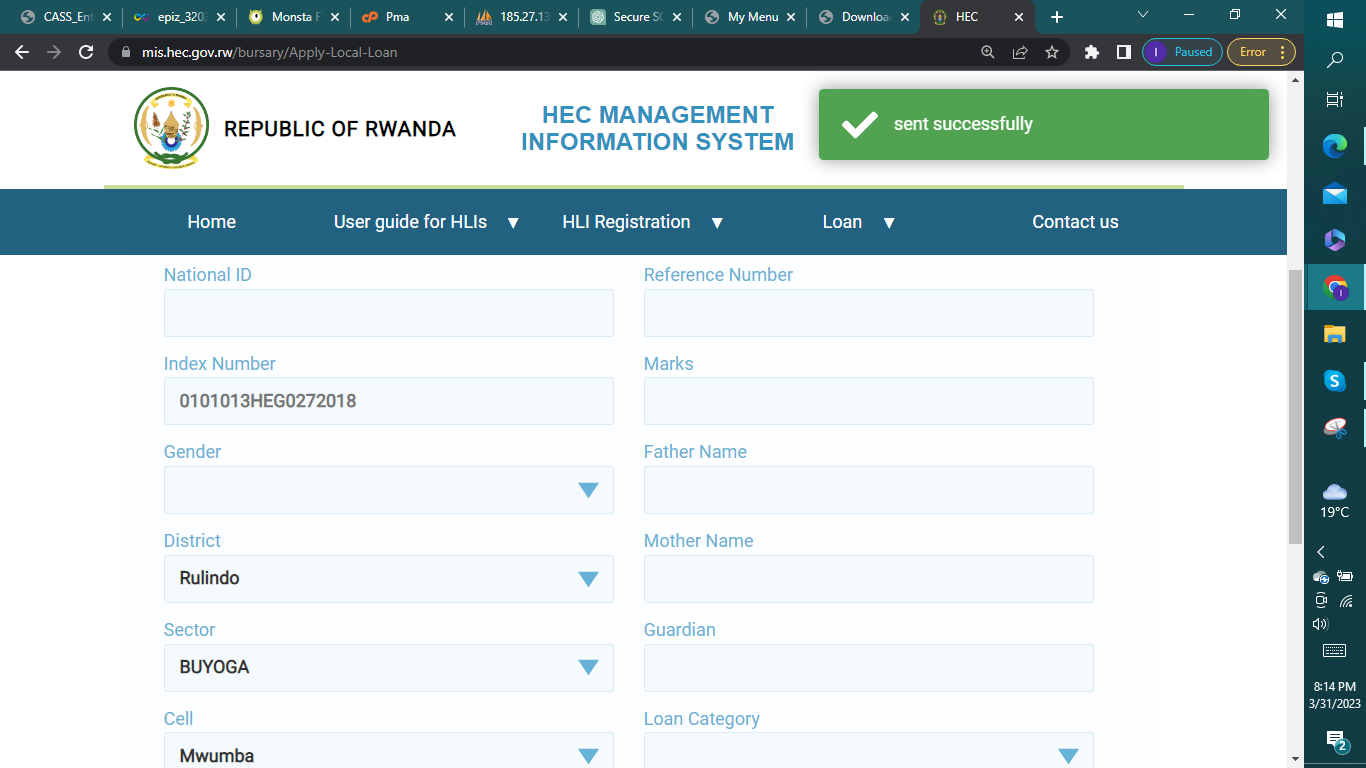 CASS_Ent
epiz_3203
Monsta F
Pma
185.27.13
Secure SC
My Menu
Downloa
HEC
mis.hec.gov.rw/bursary/Apply-Local-Loan
Paused
Error
REPUBLIC OF RWANDA
HEC MANAGEMENT
INFORMATION SYSTEM
sent successfully
Home
User guide for HLIs
HLI Registration
Loan
Contact us
National ID
Reference Number
Index Number
Marks
0101013HEG0272018
Gender
Father Name
District
Mother Name
Rulindo
Sector
Guardian
BUYOGA
Cell
Loan Category
Mwumba
19°C
8:14 PM
3/31/2023
2